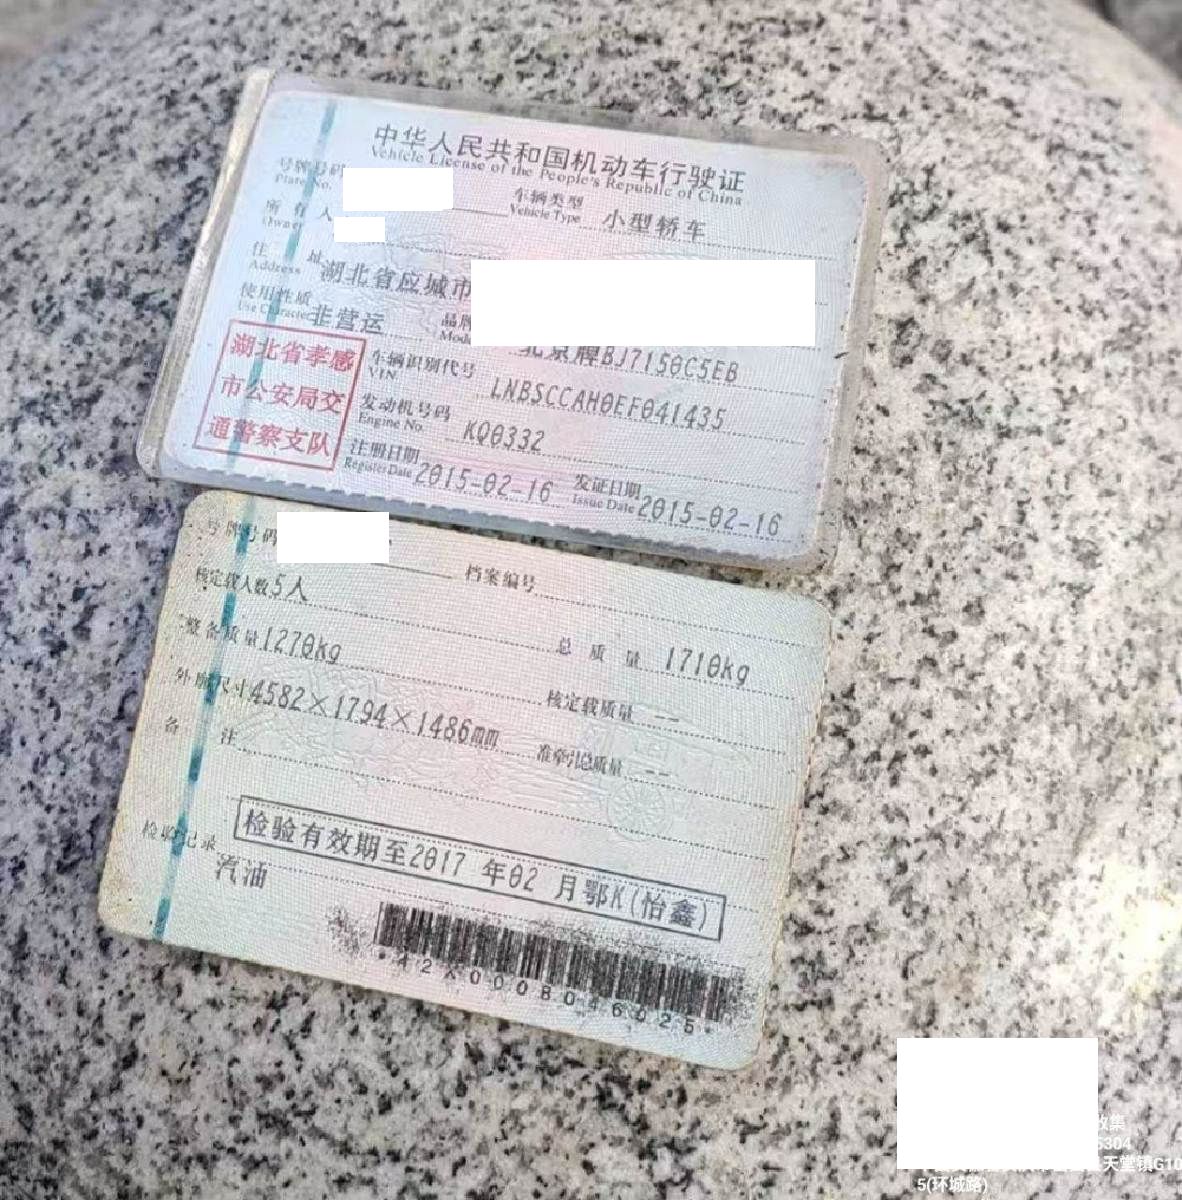 中华人民共和国机动车行驶证
Vehicle License of the People's Republic of China
号牌号码
Plate No.
车辆类型 小型轿车
Vehicle Type
所有人
Owner
住址 湖北省应城市
Address
使用性质 非营运
Use Character
品牌
Mode
北京牌BJ7150C5EB
湖北省孝感
市公安局交
通警察支队
车辆识别代号 LNBSCCAH0EF041435
VIN
发动机号码 KQ0332
Engine No.
注册日期 2015-02-16 发证日期 2015-02-16
Register Date Issue Date
号牌号码 档案编号
核定载人数 5人 总质量 1710kg
整备质量 1270kg 核定载质量 --
外廓尺寸 4582×1794×1486mm 准牵引总质量 --
备注
检验记录 检验有效期至2017 年02 月鄂K(怡鑫)
汽油
收集
5304
天堂镇G10
5(环城路)